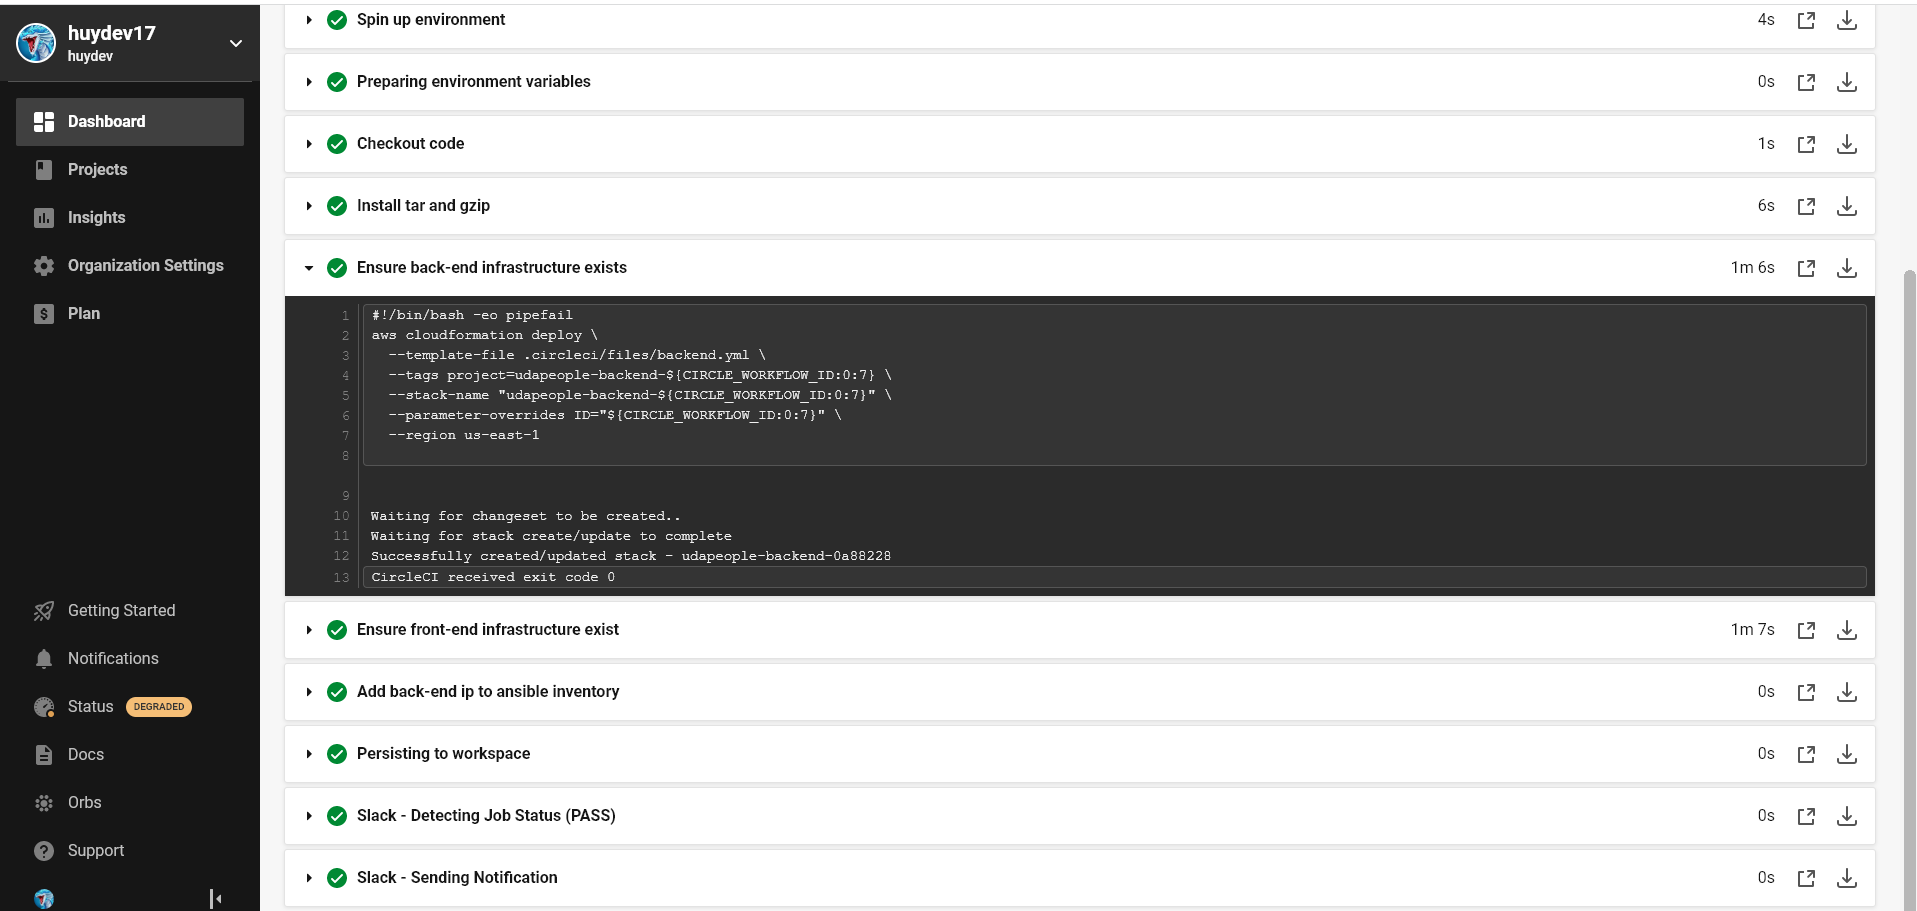 huydev17
huydev
Dashboard
Projects
Insights
Organization Settings
Plan
Getting Started
Notifications
Status DEGRADED
Docs
Orbs
Support
Spin up environment 4s
Preparing environment variables 0s
Checkout code 1s
Install tar and gzip 6s
Ensure back-end infrastructure exists 1m 6s
1 #!/bin/bash -eo pipefail
2 aws cloudformation deploy \
3   --template-file .circleci/files/backend.yml \
4   --tags project=udapeople-backend-${CIRCLE_WORKFLOW_ID:0:7} \
5   --stack-name "udapeople-backend-${CIRCLE_WORKFLOW_ID:0:7}" \
6   --parameter-overrides ID="${CIRCLE_WORKFLOW_ID:0:7}" \
7   --region us-east-1
8
9
10 Waiting for changeset to be created..
11 Waiting for stack create/update to complete
12 Successfully created/updated stack - udapeople-backend-0a88228
13 CircleCI received exit code 0
Ensure front-end infrastructure exist 1m 7s
Add back-end ip to ansible inventory 0s
Persisting to workspace 0s
Slack - Detecting Job Status (PASS) 0s
Slack - Sending Notification 0s